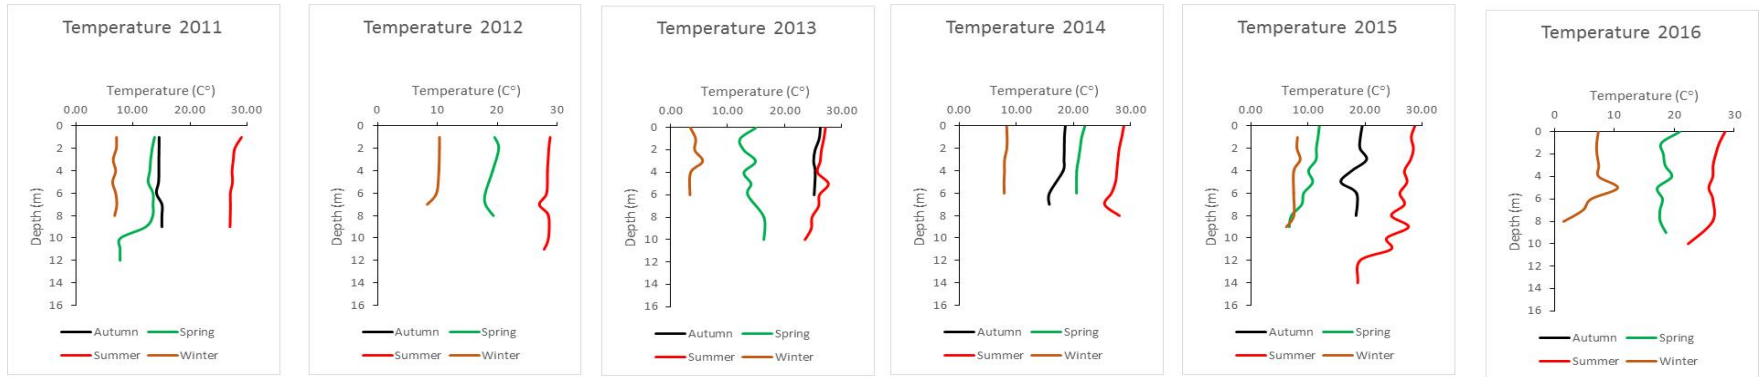 Temperature 2011
Temperature (C°)
0.00 10.00 20.00 30.00
0
2
4
6
8
10
12
14
16
Depth (m)
Autumn Spring
Summer Winter
Temperature 2012
Temperature (C°)
0 10 20 30
0
2
4
6
8
10
12
14
16
Depth (m)
Autumn Spring
Summer Winter
Temperature 2013
Temperature (C°)
0.00 10.00 20.00 30.00
0
2
4
6
8
10
12
14
16
Depth (m)
Autumn Spring
Summer Winter
Temperature 2014
Temperature (C°)
0.00 10.00 20.00 30.00
0
2
4
6
8
10
12
14
16
Depth (m)
Autumn Spring
Summer Winter
Temperature 2015
Temperature (C°)
0.00 10.00 20.00 30.00
0
2
4
6
8
10
12
14
16
Depth (m)
Autumn Spring
Summer Winter
Temperature 2016
Temperature (C°)
0 10 20 30
0
2
4
6
8
10
12
14
16
Depth (m)
Autumn Spring
Summer Winter